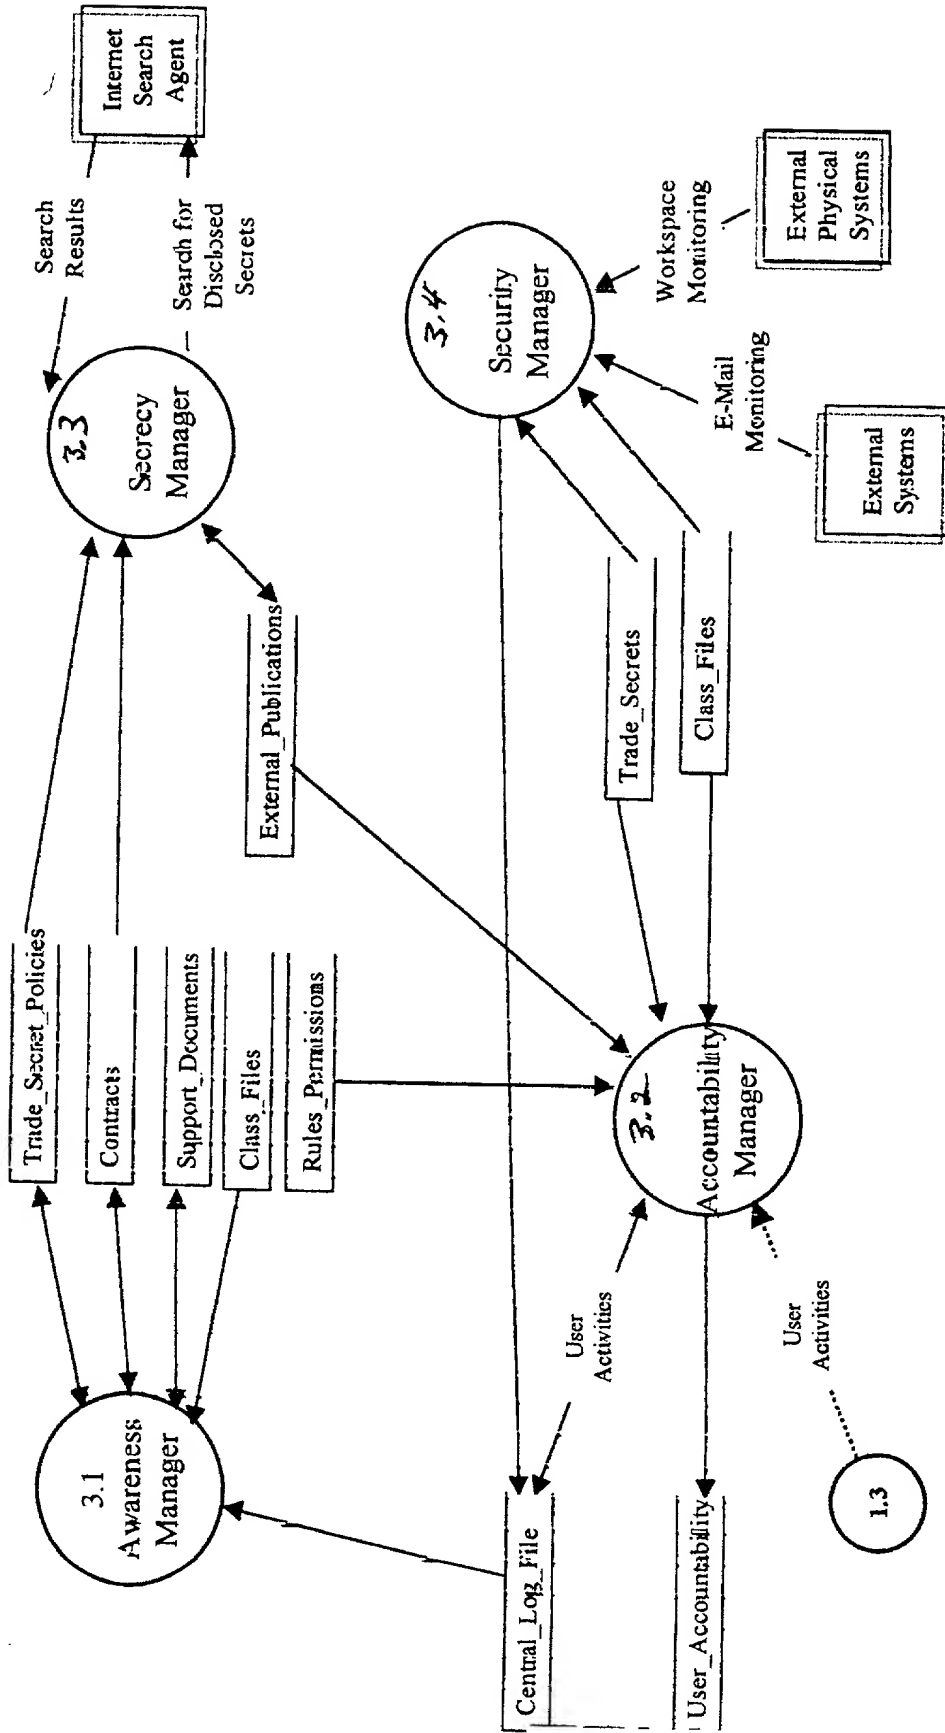 3.1
Awareness
Manager
Trade_Secret_Policies
Contracts
Support_Documents
Class_Files
Rules_Permissions
3.3
Secrecy
Manager
Search
Results
Search for
Disclosed
Secrets
Internet
Search
Agent
External_Publications
Central_Log_File
User_Accountability
User
Activities
3.2
Accountability
Manager
User
Activities
1.3
Trade_Secrets
Class_Files
3.4
Security
Manager
E-Mail
Monitoring
Workspace
Monitoring
External
Systems
External
Physical
Systems